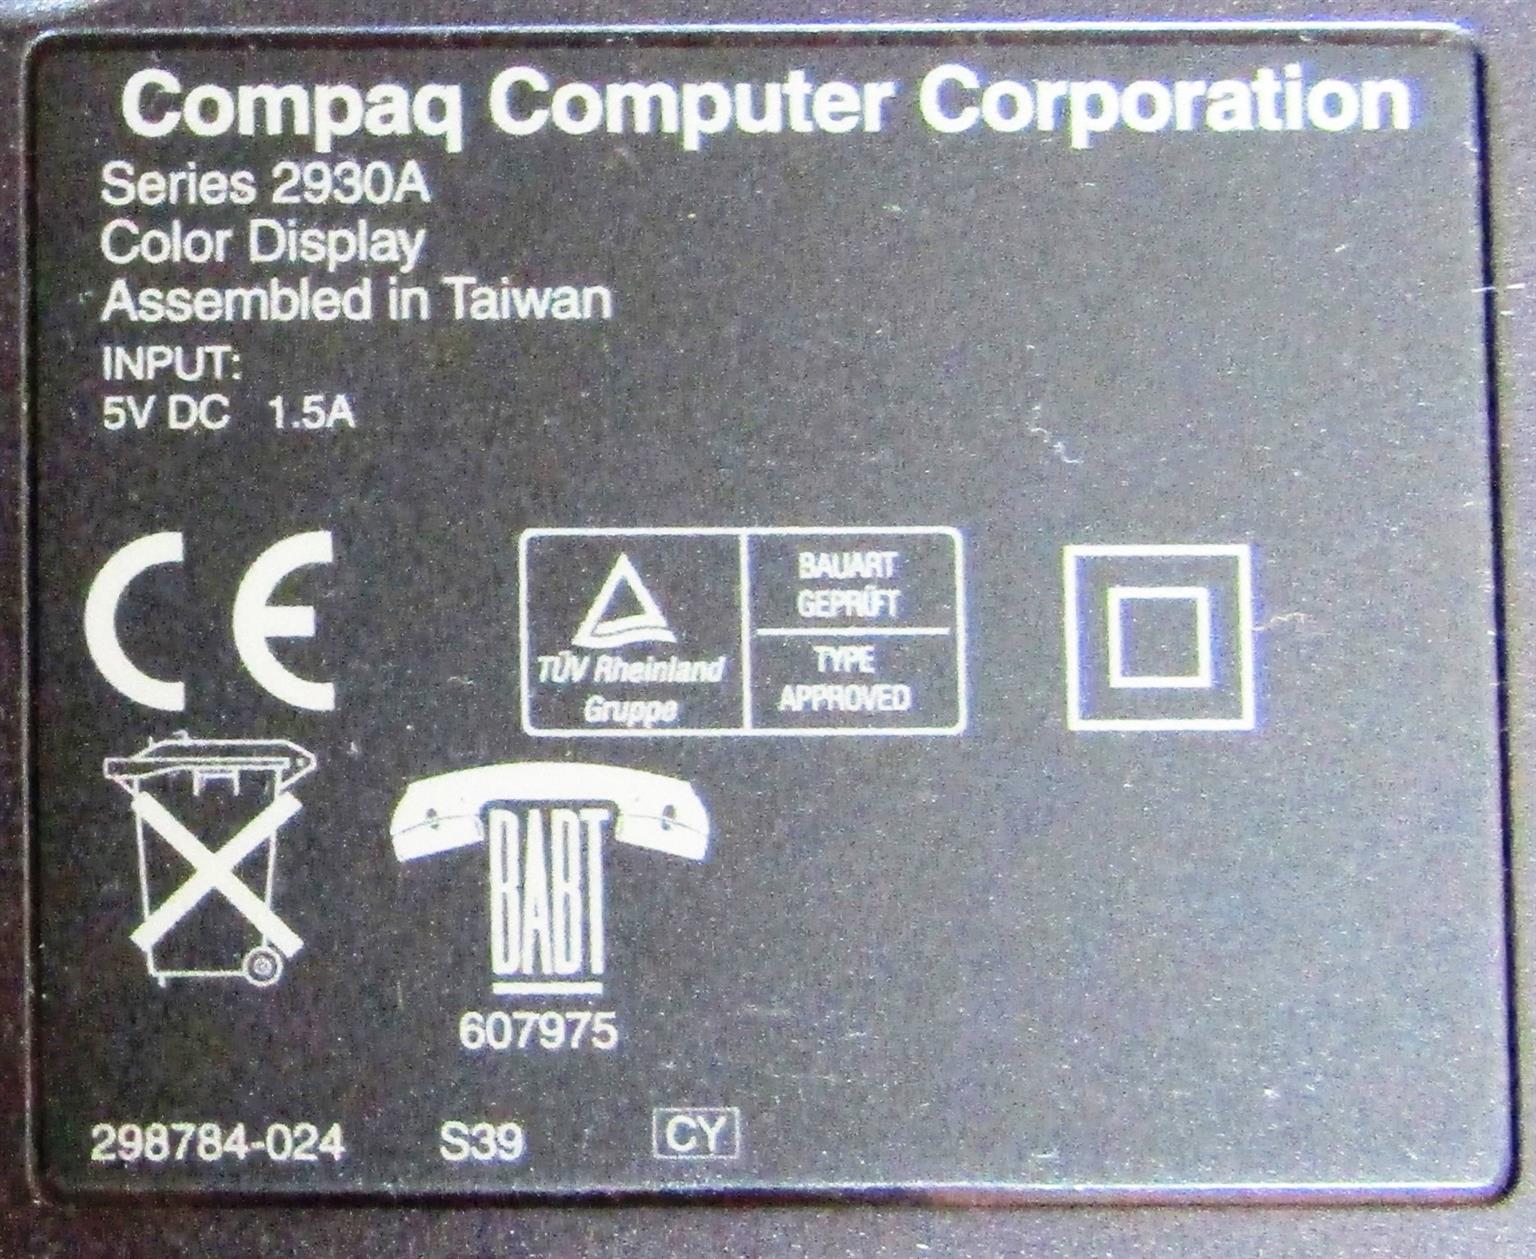 Compaq Computer Corporation
Series 2930A
Color Display
Assembled in Taiwan
INPUT:
5V DC 1.5A
CE
TÜV Rheinland
Gruppe
BAUART
GEPRÜFT
TYPE
APPROVED
BABT
607975
298784-024 S39 CY